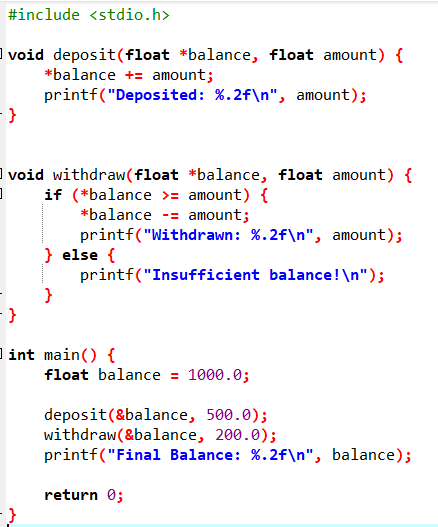 #include <stdio.h>
void deposit(float *balance, float amount) {
    *balance += amount;
    printf("Deposited: %.2f\n", amount);
}
void withdraw(float *balance, float amount) {
    if (*balance >= amount) {
        *balance -= amount;
        printf("Withdrawn: %.2f\n", amount);
    } else {
        printf("Insufficient balance!\n");
    }
}
int main() {
    float balance = 1000.0;
    deposit(&balance, 500.0);
    withdraw(&balance, 200.0);
    printf("Final Balance: %.2f\n", balance);
    return 0;
}